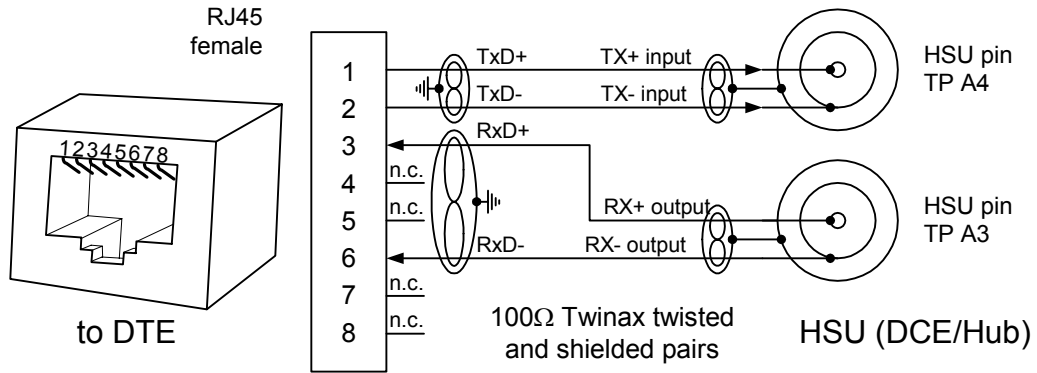 RJ45
female
12345678
to DTE
1
2
3
4
5
6
7
8
TxD+
TxD-
RxD+
n.c.
n.c.
RxD-
n.c.
n.c.
TX+ input
TX- input
RX+ output
RX- output
100Ω Twinax twisted
and shielded pairs
HSU pin
TP A4
HSU pin
TP A3
HSU (DCE/Hub)